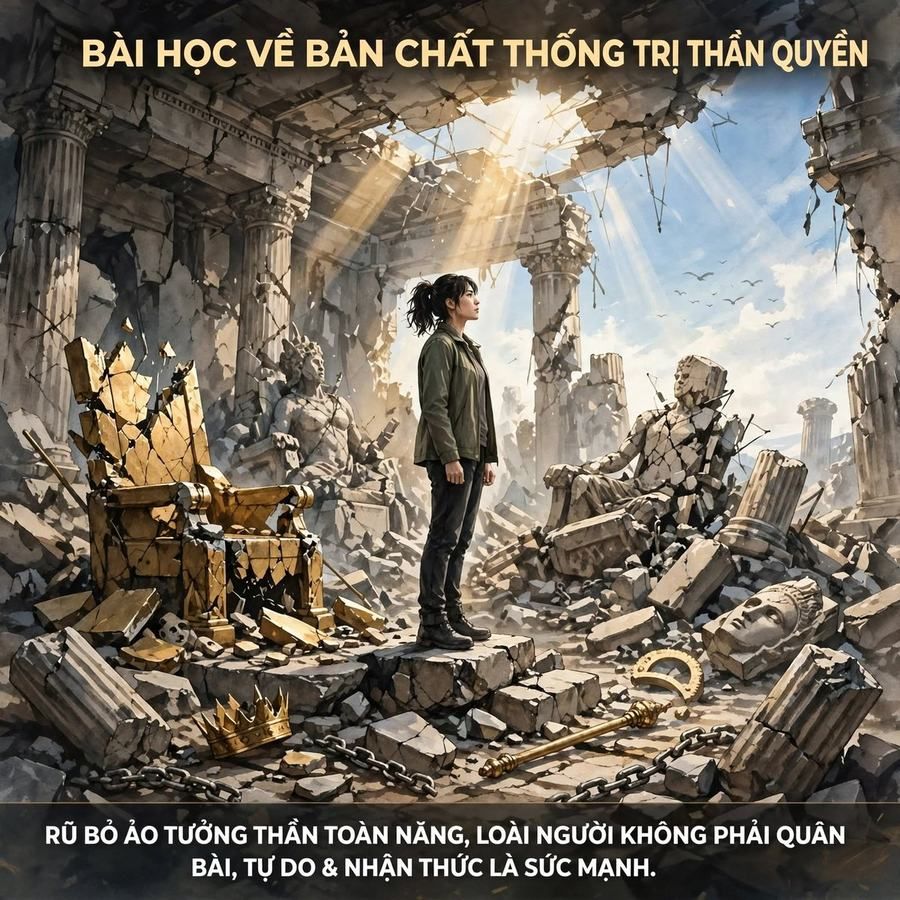 BÀI HỌC VỀ BẢN CHẤT THỐNG TRỊ THẦN QUYỀN
RŨ BỎ ẢO TƯỞNG THẦN TOÀN NĂNG, LOÀI NGƯỜI KHÔNG PHẢI QUÂN
BÀI, TỰ DO & NHẬN THỨC LÀ SỨC MẠNH.